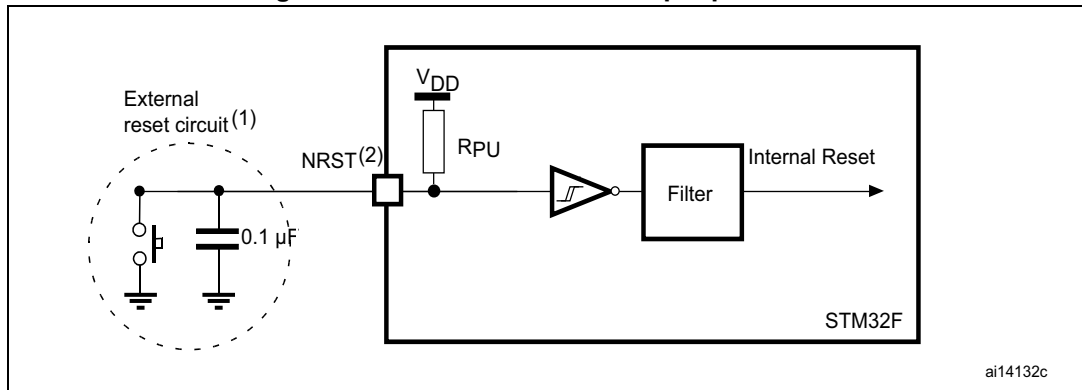 External
reset circuit(1)
VDD
NRST(2)
RPU
Internal Reset
Filter
0.1 µF
STM32F
ai14132c